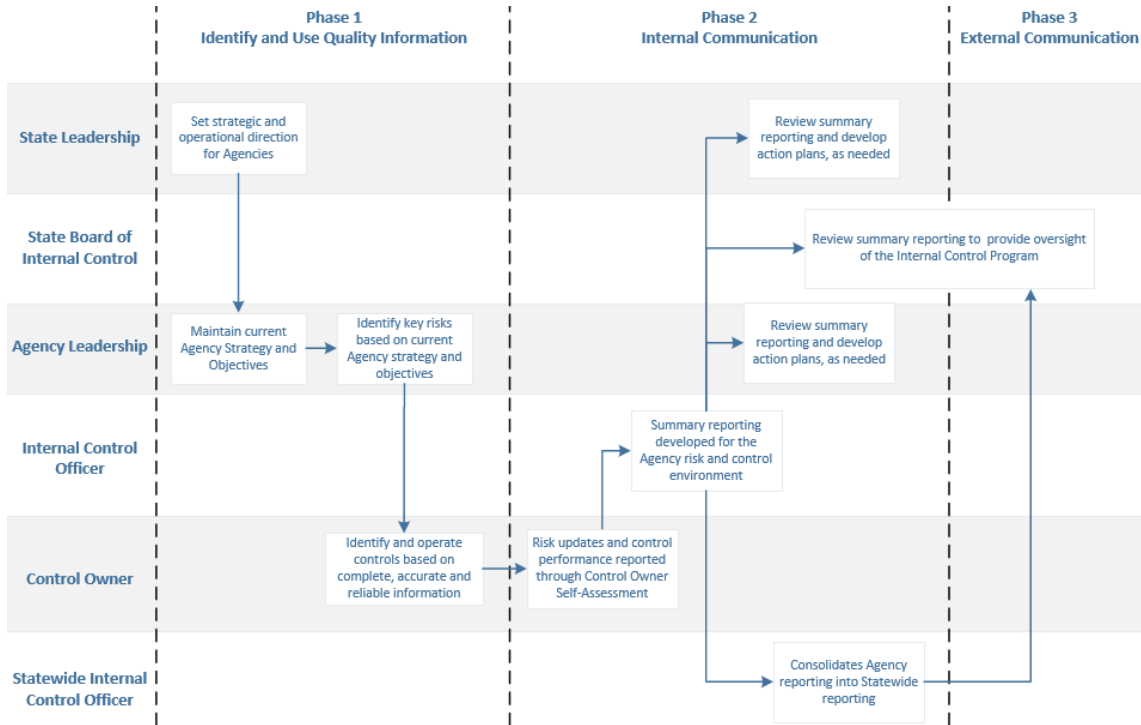 Phase 1
Identify and Use Quality Information
Phase 2
Internal Communication
Phase 3
External Communication
State Leadership
Set strategic and
operational direction
for Agencies
Review summary
reporting and develop
action plans, as needed
State Board of
Internal Control
Review summary reporting to provide oversight
of the Internal Control Program
Agency Leadership
Maintain current
Agency Strategy and
Objectives
Identify key risks
based on current
Agency strategy and
objectives
Review summary
reporting and develop
action plans, as needed
Internal Control
Officer
Summary reporting
developed for the
Agency risk and control
environment
Control Owner
Identify and operate
controls based on
complete, accurate and
reliable information
Risk updates and control
performance reported
through Control Owner
Self-Assessment
Statewide Internal
Control Officer
Consolidates Agency
reporting into Statewide
reporting